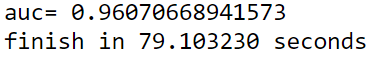 auc= 0.96070668941573
finish in 79.103230 seconds